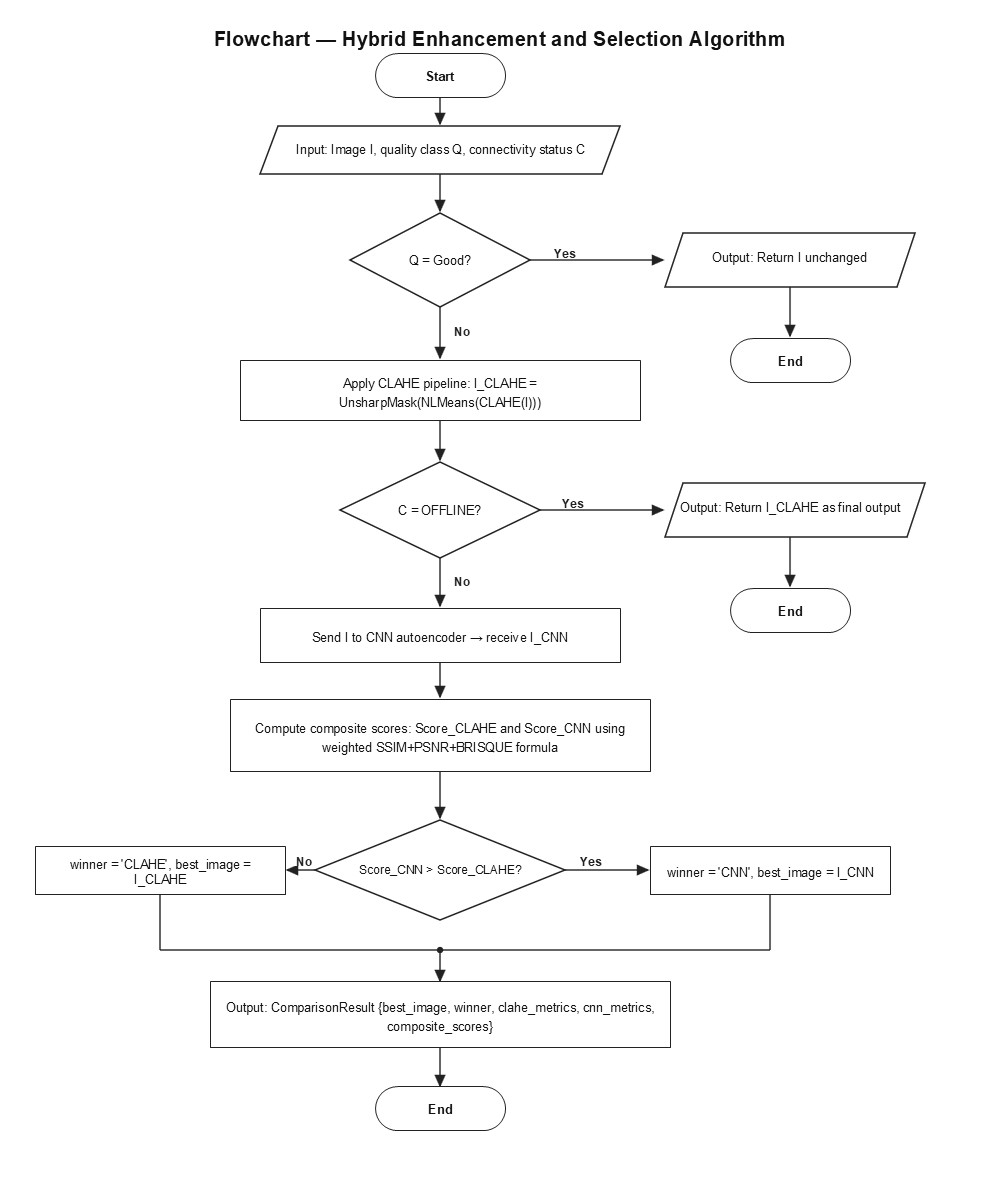 Flowchart — Hybrid Enhancement and Selection Algorithm
Start
Input: Image I, quality class Q, connectivity status C
Q = Good?
Yes
Output: Return I unchanged
End
No
Apply CLAHE pipeline: I_CLAHE =
UnsharpMask(NLMeans(CLAHE(I)))
C = OFFLINE?
Yes
Output: Return I_CLAHE as final output
End
No
Send I to CNN autoencoder → receive I_CNN
Compute composite scores: Score_CLAHE and Score_CNN using
weighted SSIM+PSNR+BRISQUE formula
Score_CNN > Score_CLAHE?
No
winner = 'CLAHE', best_image =
I_CLAHE
Yes
winner = 'CNN', best_image = I_CNN
Output: ComparisonResult {best_image, winner, clahe_metrics, cnn_metrics,
composite_scores}
End